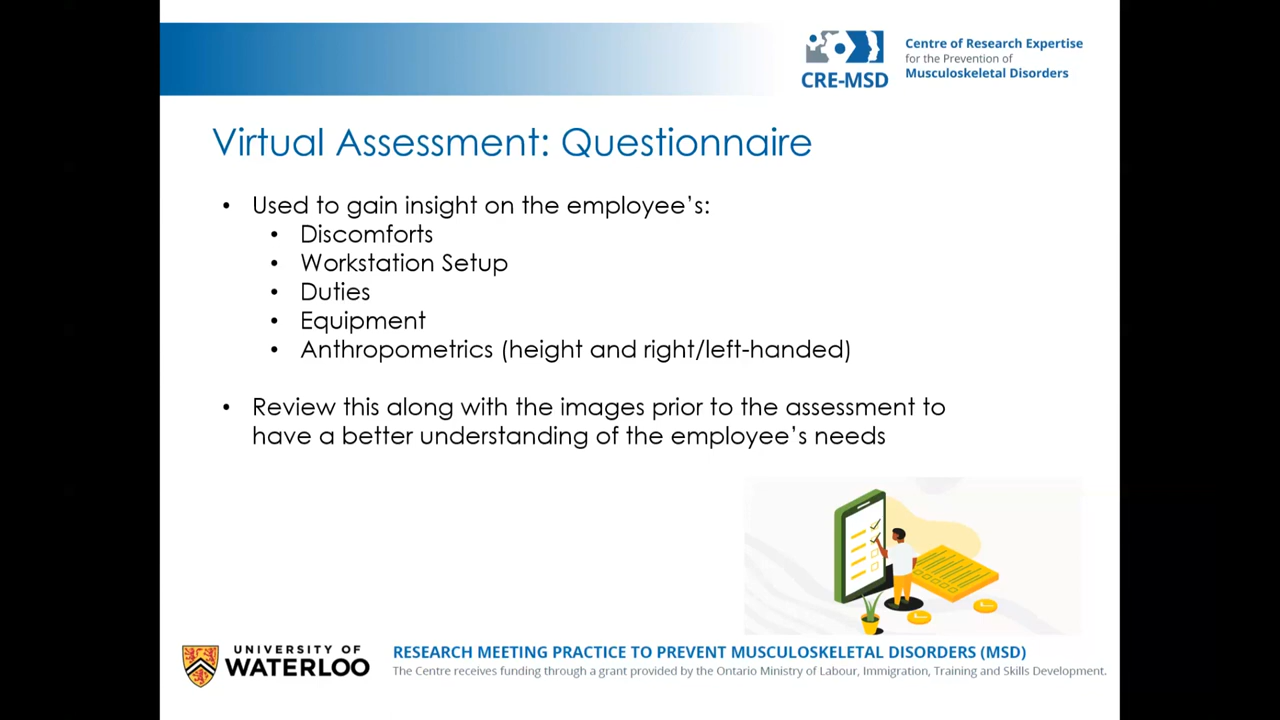 CRE-MSD
Centre of Research Expertise
for the Prevention of
Musculoskeletal Disorders
Virtual Assessment: Questionnaire
• Used to gain insight on the employee’s:
• Discomforts
• Workstation Setup
• Duties
• Equipment
• Anthropometrics (height and right/left-handed)
• Review this along with the images prior to the assessment to
have a better understanding of the employee’s needs
UNIVERSITY OF
WATERLOO
RESEARCH MEETING PRACTICE TO PREVENT MUSCULOSKELETAL DISORDERS (MSD)
The Centre receives funding through a grant provided by the Ontario Ministry of Labour, Immigration, Training and Skills Development.